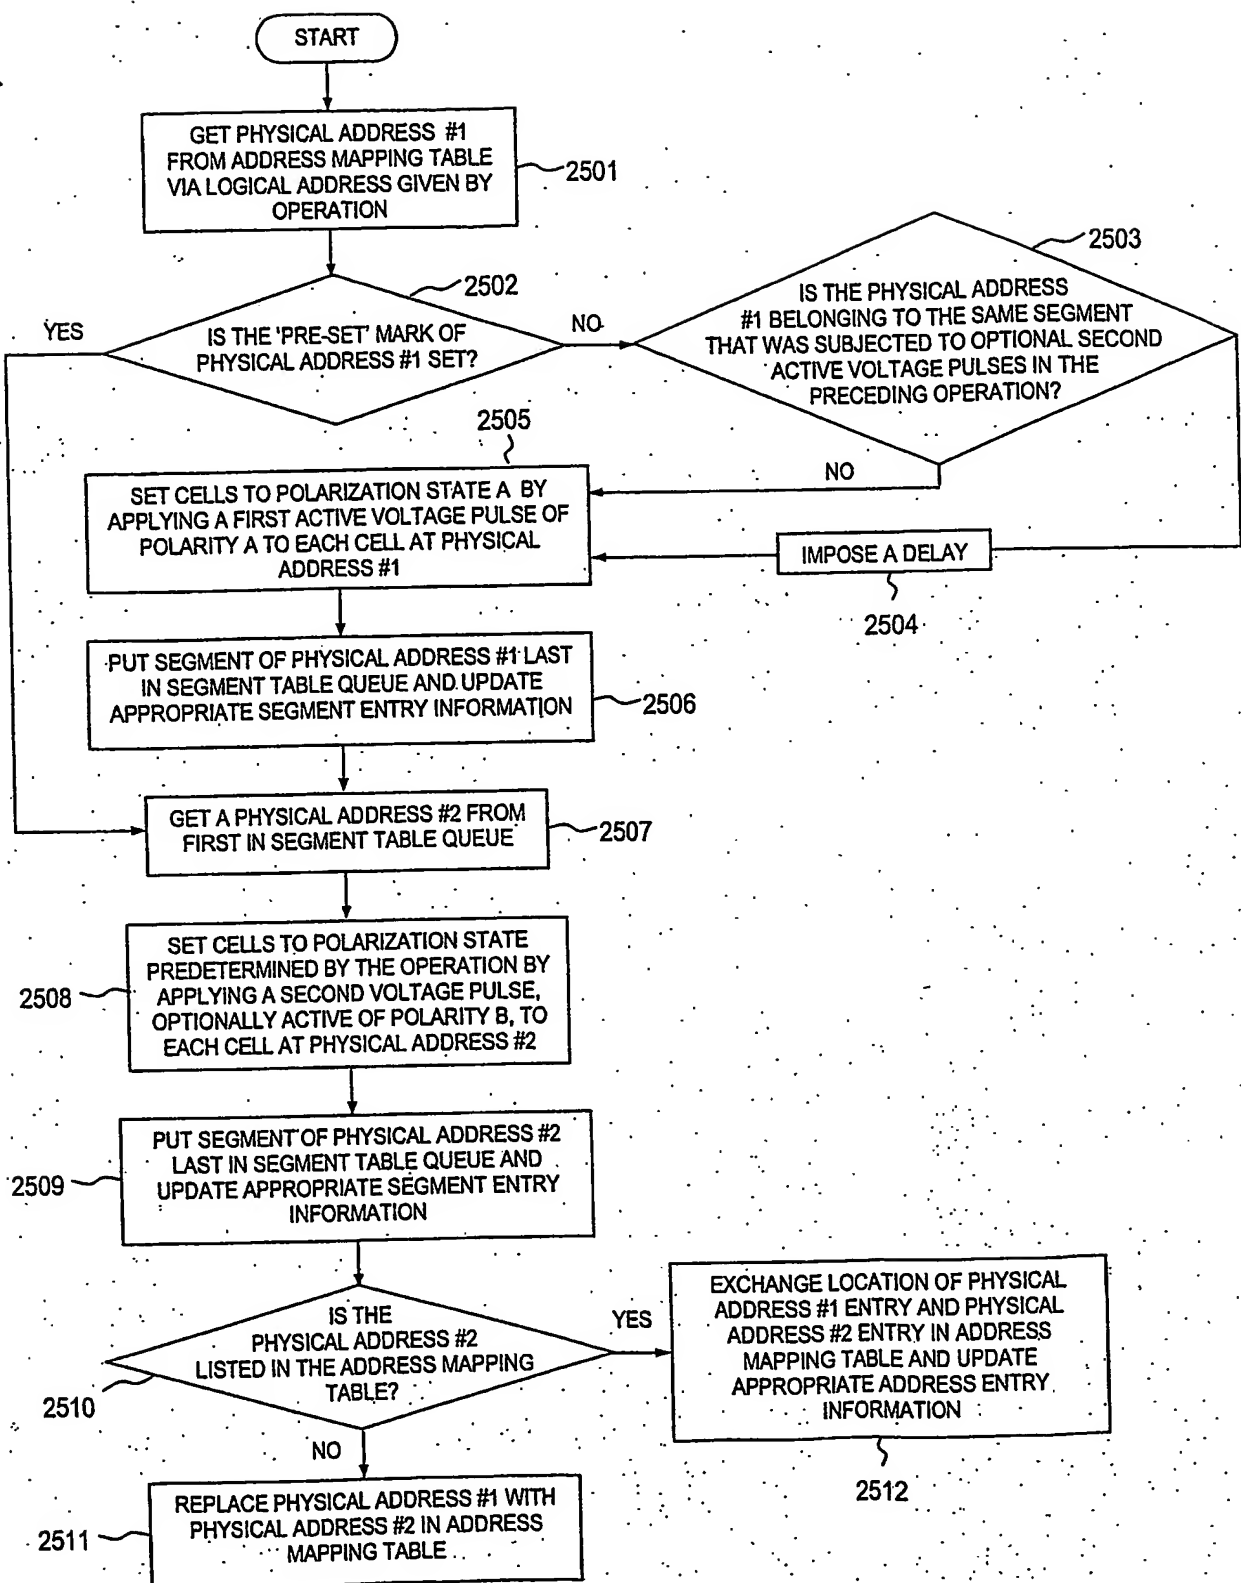 START
GET PHYSICAL ADDRESS #1
FROM ADDRESS MAPPING TABLE
VIA LOGICAL ADDRESS GIVEN BY
OPERATION
2501
2502
IS THE 'PRE-SET' MARK OF
PHYSICAL ADDRESS #1 SET?
YES
NO
2503
IS THE PHYSICAL ADDRESS
#1 BELONGING TO THE SAME SEGMENT
THAT WAS SUBJECTED TO OPTIONAL SECOND
ACTIVE VOLTAGE PULSES IN THE
PRECEDING OPERATION?
NO
2505
SET CELLS TO POLARIZATION STATE A BY
APPLYING A FIRST ACTIVE VOLTAGE PULSE OF
POLARITY A TO EACH CELL AT PHYSICAL
ADDRESS #1
IMPOSE A DELAY
2504
PUT SEGMENT OF PHYSICAL ADDRESS #1 LAST
IN SEGMENT TABLE QUEUE AND UPDATE
APPROPRIATE SEGMENT ENTRY INFORMATION
2506
GET A PHYSICAL ADDRESS #2 FROM
FIRST IN SEGMENT TABLE QUEUE
2507
SET CELLS TO POLARIZATION STATE
PREDETERMINED BY THE OPERATION BY
APPLYING A SECOND VOLTAGE PULSE,
OPTIONALLY ACTIVE OF POLARITY B, TO
EACH CELL AT PHYSICAL ADDRESS #2
2508
PUT SEGMENT OF PHYSICAL ADDRESS #2
LAST IN SEGMENT TABLE QUEUE AND
UPDATE APPROPRIATE SEGMENT ENTRY
INFORMATION
2509
IS THE
PHYSICAL ADDRESS #2
LISTED IN THE ADDRESS MAPPING
TABLE?
2510
YES
NO
EXCHANGE LOCATION OF PHYSICAL
ADDRESS #1 ENTRY AND PHYSICAL
ADDRESS #2 ENTRY IN ADDRESS
MAPPING TABLE AND UPDATE
APPROPRIATE ADDRESS ENTRY
INFORMATION
2512
REPLACE PHYSICAL ADDRESS #1 WITH
PHYSICAL ADDRESS #2 IN ADDRESS
MAPPING TABLE
2511